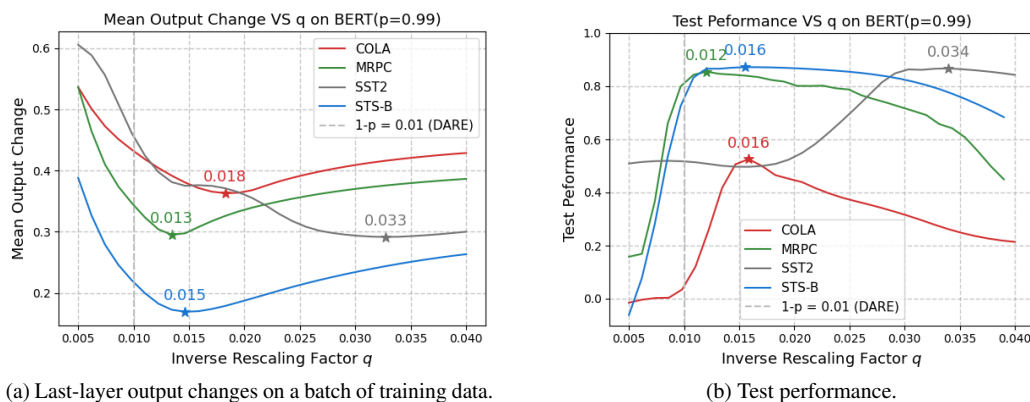 Mean Output Change VS q on BERT(p=0.99)
Mean Output Change
0.6
0.5
0.4
0.3
0.2
COLA
MRPC
SST2
STS-B
1-p = 0.01 (DARE)
0.018
0.013
0.033
0.015
0.005 0.010 0.015 0.020 0.025 0.030 0.035 0.040
Inverse Rescaling Factor q
(a) Last-layer output changes on a batch of training data.
Test Peformance VS q on BERT(p=0.99)
Test Peformance
1.0
0.8
0.6
0.4
0.2
0.0
0.012
0.016
0.034
0.016
COLA
MRPC
SST2
STS-B
1-p = 0.01 (DARE)
0.005 0.010 0.015 0.020 0.025 0.030 0.035 0.040
Inverse Rescaling Factor q
(b) Test performance.